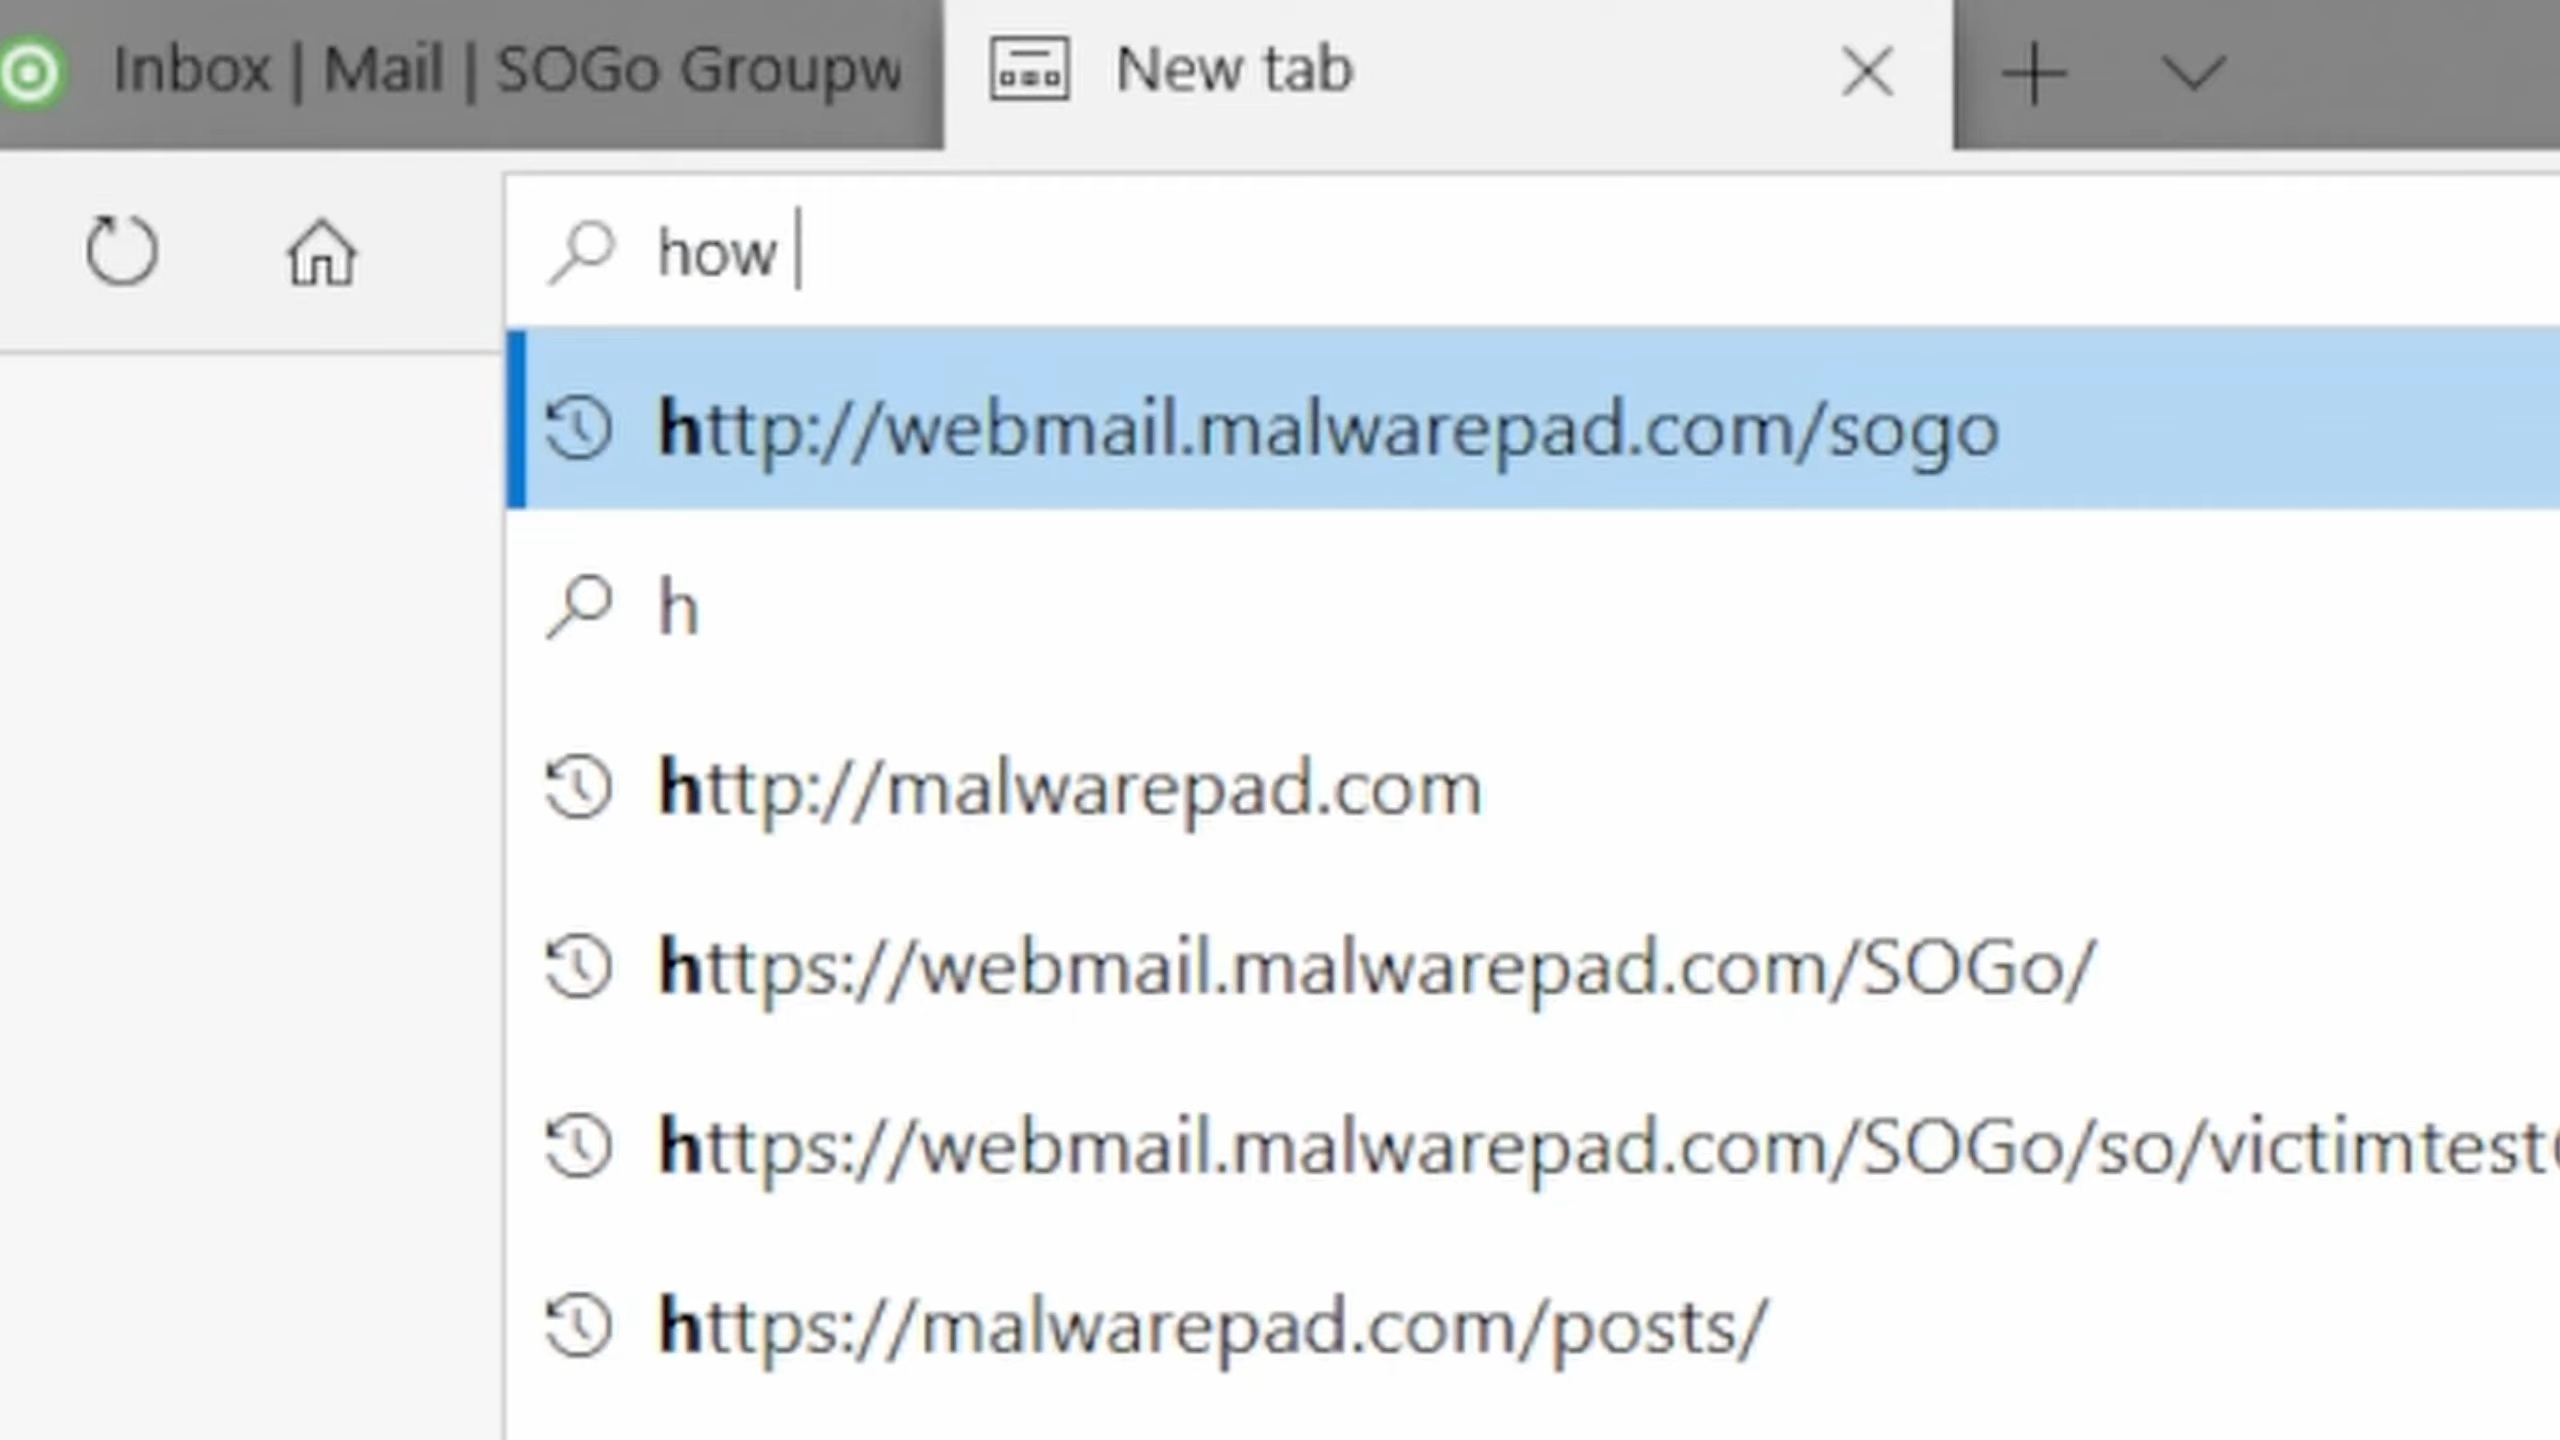 Inbox | Mail | SOGo Groupw
New tab
how
http://webmail.malwarepad.com/sogo
h
http://malwarepad.com
https://webmail.malwarepad.com/SOGo/
https://webmail.malwarepad.com/SOGo/so/victimtest
https://malwarepad.com/posts/